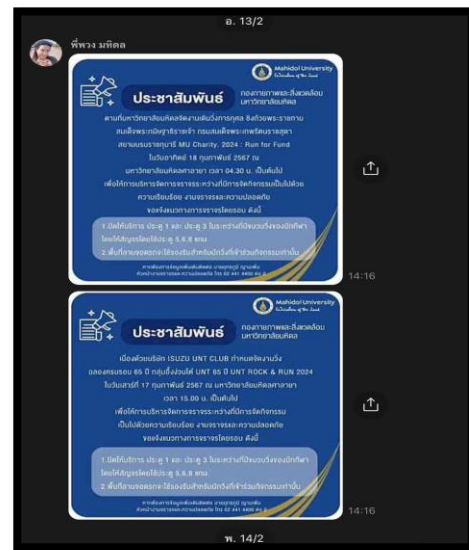 อ. 13/2
พี่พวง มหิดล
Mahidol University
Wisdom of the Land
ประชาสัมพันธ์
กองกายภาพและสิ่งแวดล้อม
มหาวิทยาลัยมหิดล
ตามที่มหาวิทยาลัยมหิดลจัดงานเดินวิ่งการกุศล ชิงถ้วยพระราชทาน
สมเด็จพระกนิษฐาธิราชเจ้า กรมสมเด็จพระเทพรัตนราชสุดา
สยามบรมราชกุมารี MU Charity, 2024 : Run for Fund
ในวันอาทิตย์ 18 กุมภาพันธ์ 2567 ณ
มหาวิทยาลัยมหิดลศาลายา เวลา 04.30 น. เป็นต้นไป
เพื่อให้การบริหารจัดการจราจรระหว่างที่มีการจัดกิจกรรมเป็นไปด้วย
ความเรียบร้อย งานจราจรและความปลอดภัย
ขอแจ้งแนวทางการจราจรโดยรอบ ดังนี้
1.ปิดให้บริการ ประตู 1 และ ประตู 3 ในระหว่างที่มีขบวนวิ่งของนักกีฬา
โดยให้สัญจรโดยใช้ประตู 5,6,8 แทน
2.พื้นที่ลานจอดรถจะใช้รองรับสำหรับนักวิ่งที่เข้าร่วมกิจกรรมเท่านั้น
14:16
Mahidol University
Wisdom of the Land
ประชาสัมพันธ์
กองกายภาพและสิ่งแวดล้อม
มหาวิทยาลัยมหิดล
เนื่องด้วยบริษัท ISUZU UNT CLUB กำหนดจัดงานวิ่ง
ฉลองครบรอบ 65 ปี กลุ่มอึ้งง่วนไต๋ UNT 65 ปี UNT ROCK & RUN 2024
ในวันเสาร์ที่ 17 กุมภาพันธ์ 2567 ณ มหาวิทยาลัยมหิดลศาลายา
เวลา 15.00 น. เป็นต้นไป
เพื่อให้การบริหารจัดการจราจรระหว่างที่มีการจัดกิจกรรม
เป็นไปด้วยความเรียบร้อย งานจราจรและความปลอดภัย
ขอแจ้งแนวทางการจราจรโดยรอบ ดังนี้
1.ปิดให้บริการ ประตู 1 และ ประตู 3 ในระหว่างที่มีขบวนวิ่งของนักกีฬา
โดยให้สัญจรโดยใช้ประตู 5,6,8 แทน
2.พื้นที่ลานจอดรถจะใช้รองรับสำหรับนักวิ่งที่เข้าร่วมกิจกรรมเท่านั้น
14:16
พ. 14/2